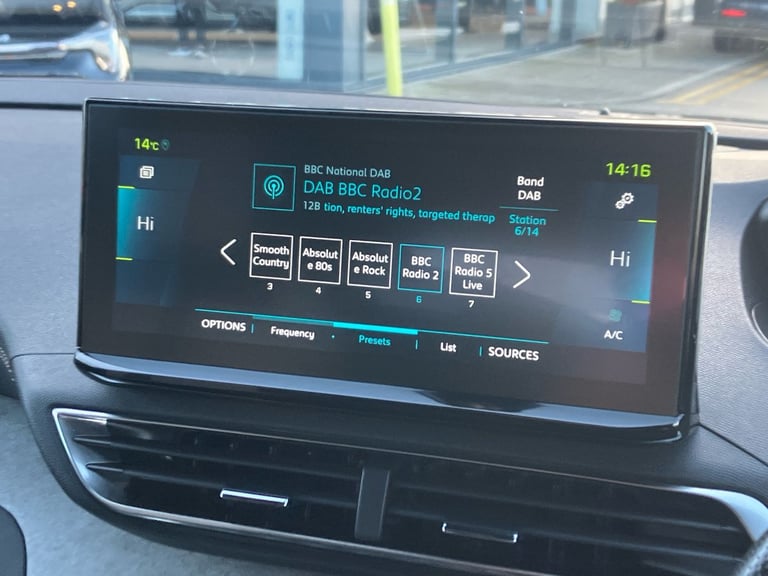 14°C
14:16
BBC National DAB
DAB BBC Radio2
12B tion, renters' rights, targeted therap
Band
DAB
Station
6/14
Hi
Hi
Smooth
Country
3
Absolut
e 80s
4
Absolut
e Rock
5
BBC
Radio 2
6
BBC
Radio 5
Live
7
A/C
OPTIONS
Frequency
Presets
List
SOURCES